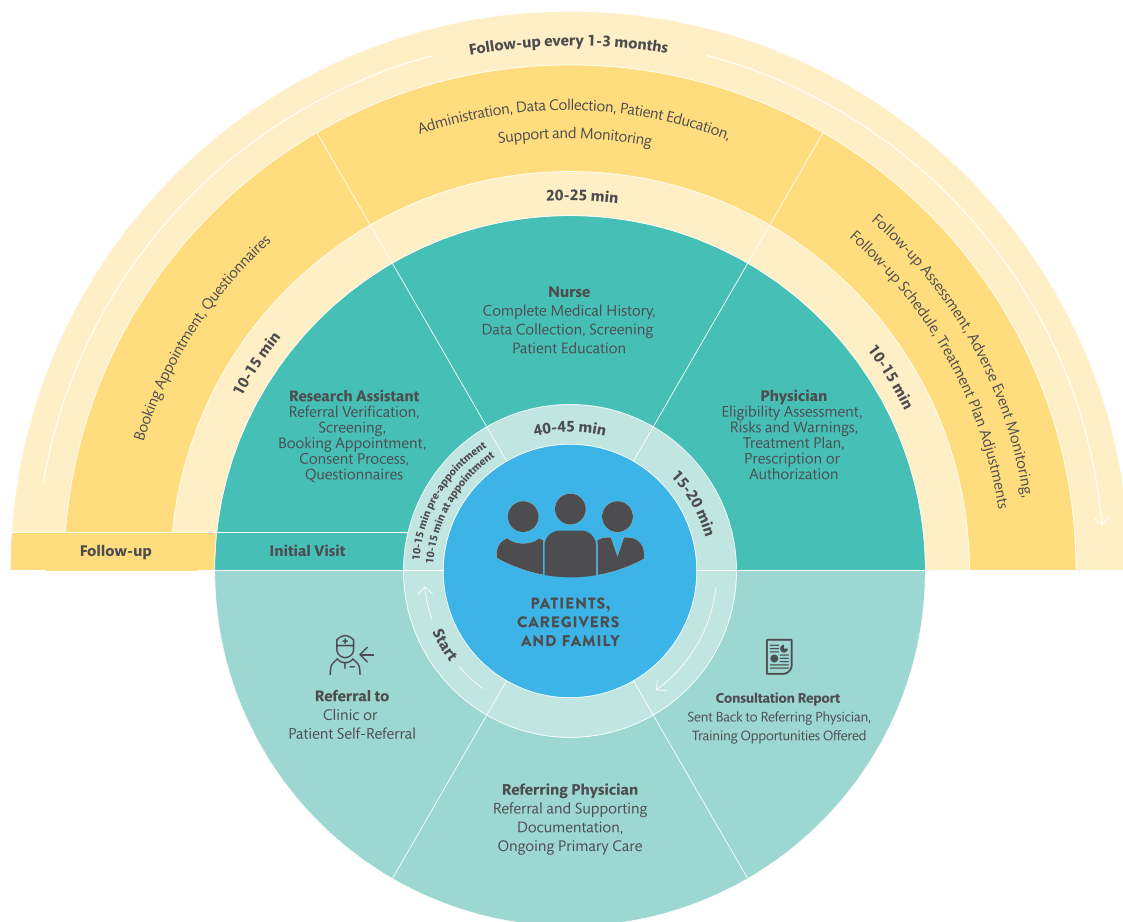 Follow-up every 1-3 months
Administration, Data Collection, Patient Education,
Support and Monitoring
20-25 min
Booking Appointment, Questionnaires
10-15 min
Follow-up Assessment, Adverse Event Monitoring,
Follow-up Schedule, Treatment Plan Adjustments
10-15 min
Nurse
Complete Medical History,
Data Collection, Screening
Patient Education
Research Assistant
Referral Verification,
Screening,
Booking Appointment,
Consent Process,
Questionnaires
Physician
Eligibility Assessment,
Risks and Warnings,
Treatment Plan,
Prescription or
Authorization
40-45 min
10-15 min pre-appointment
10-15 min at appointment
15-20 min
Follow-up
Initial Visit
PATIENTS,
CAREGIVERS
AND FAMILY
Start
Referral to
Clinic or
Patient Self-Referral
Consultation Report
Sent Back to Referring Physician,
Training Opportunities Offered
Referring Physician
Referral and Supporting
Documentation,
Ongoing Primary Care